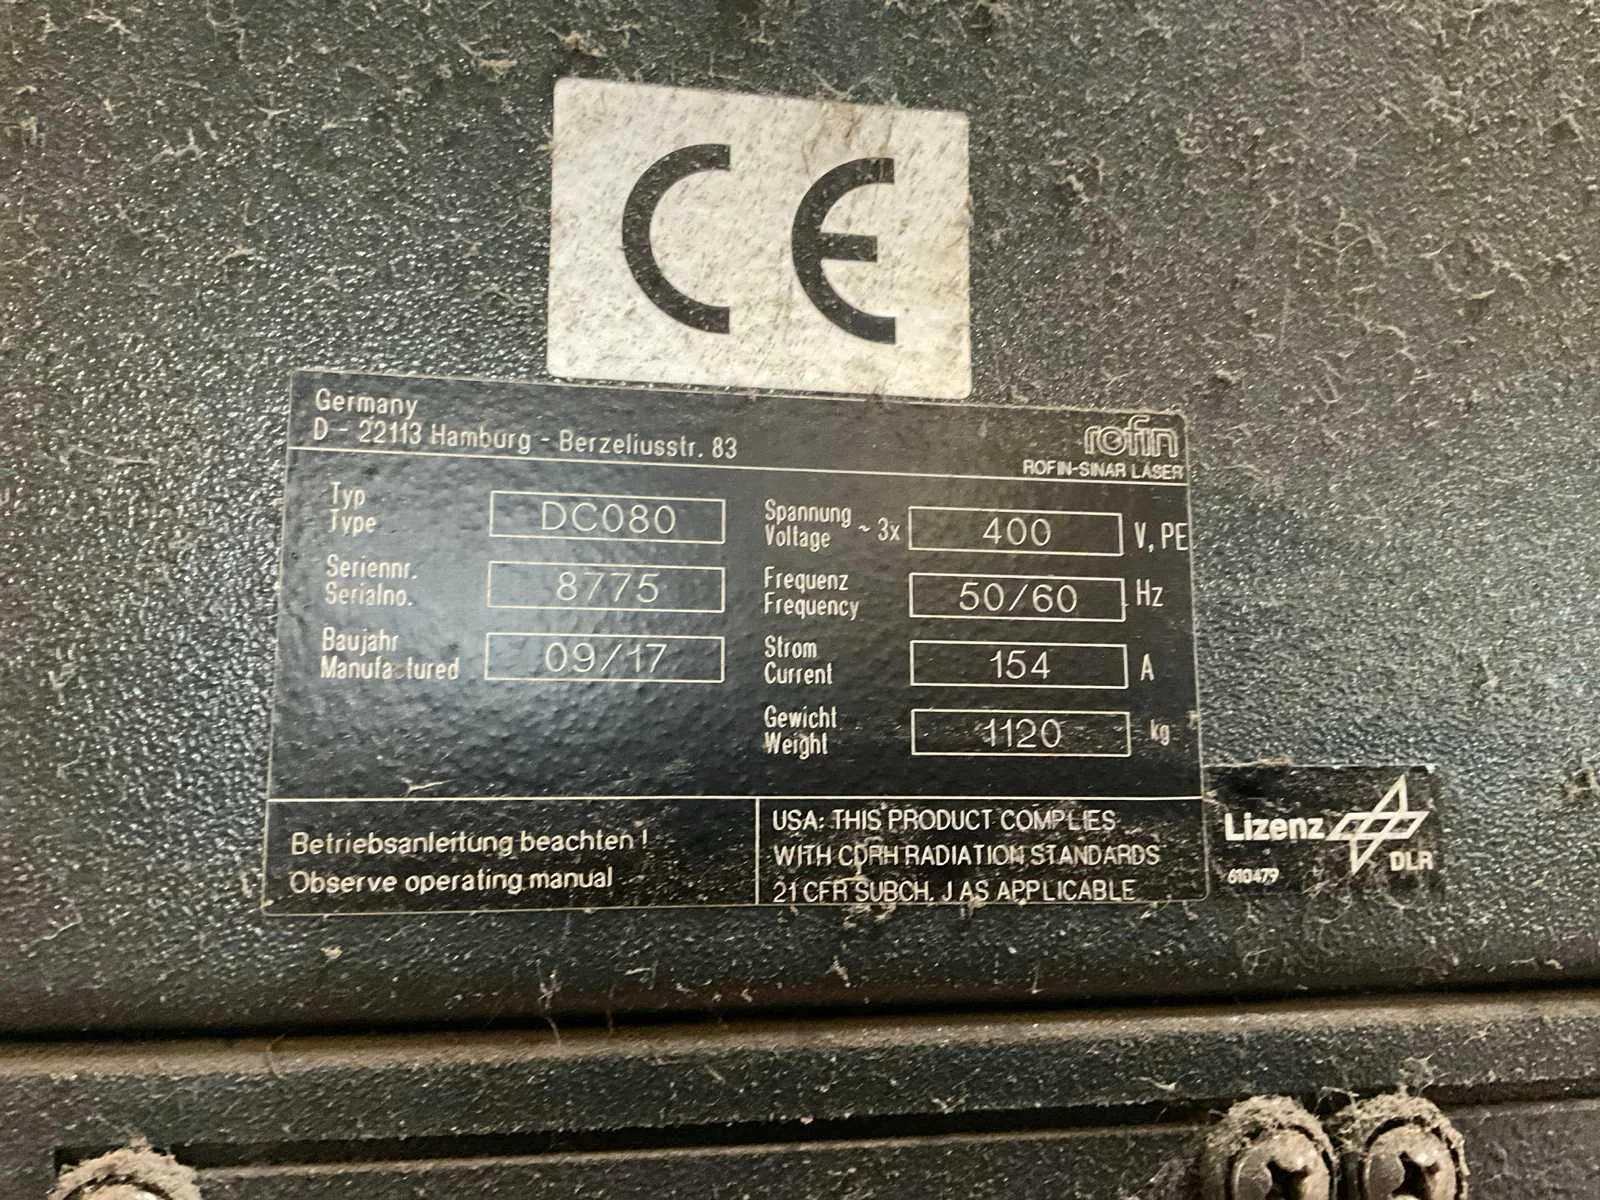 CE
Germany
D - 22113 Hamburg - Berzeliusstr. 83
rofin
ROFIN-SINAR LASER
Typ
Type
DC080
Seriennr.
Serialno.
8775
Baujahr
Manufactured
09/17
Spannung
Voltage
~ 3x
400
V, PE
Frequenz
Frequency
50/60
Hz
Strom
Current
154
A
Gewicht
Weight
1120
kg
Betriebsanleitung beachten !
Observe operating manual
USA: THIS PRODUCT COMPLIES
WITH CDRH RADIATION STANDARDS
21 CFR SUBCH. J AS APPLICABLE
Lizenz
DLR
610479